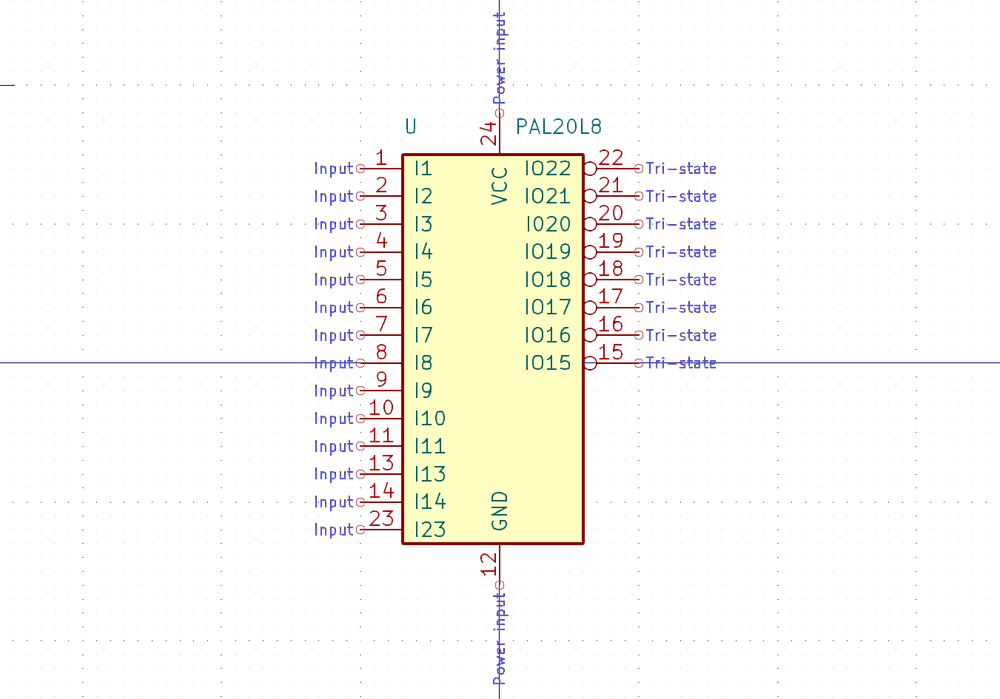 Power input
24
U PAL20L8
VCC
Input 1 I1 IO22 22 Tri-state
Input 2 I2 IO21 21 Tri-state
Input 3 I3 I020 20 Tri-state
Input 4 I4 IO19 19 Tri-state
Input 5 I5 IO18 18 Tri-state
Input 6 I6 IO17 17 Tri-state
Input 7 I7 IO16 16 Tri-state
Input 8 I8 IO15 15 Tri-state
Input 9 I9
Input 10 I10
Input 11 I11
Input 13 I13
Input 14 I14
Input 23 I23
GND
12
Power input